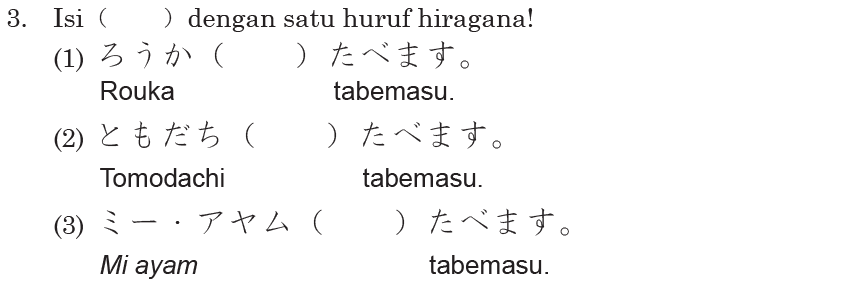 3. Isi (　　) dengan satu huruf hiragana!
(1) ろうか (　　) たべます。
Rouka tabemasu.
(2) ともだち (　　) たべます。
Tomodachi tabemasu.
(3) ミー・アヤム (　　) たべます。
Mi ayam tabemasu.